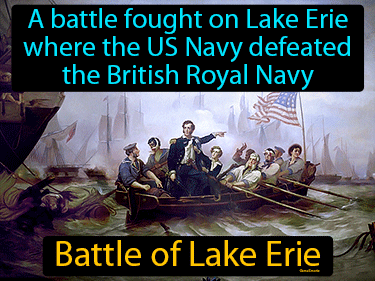 A battle fought on Lake Erie
where the US Navy defeated
the British Royal Navy
Battle of Lake Erie